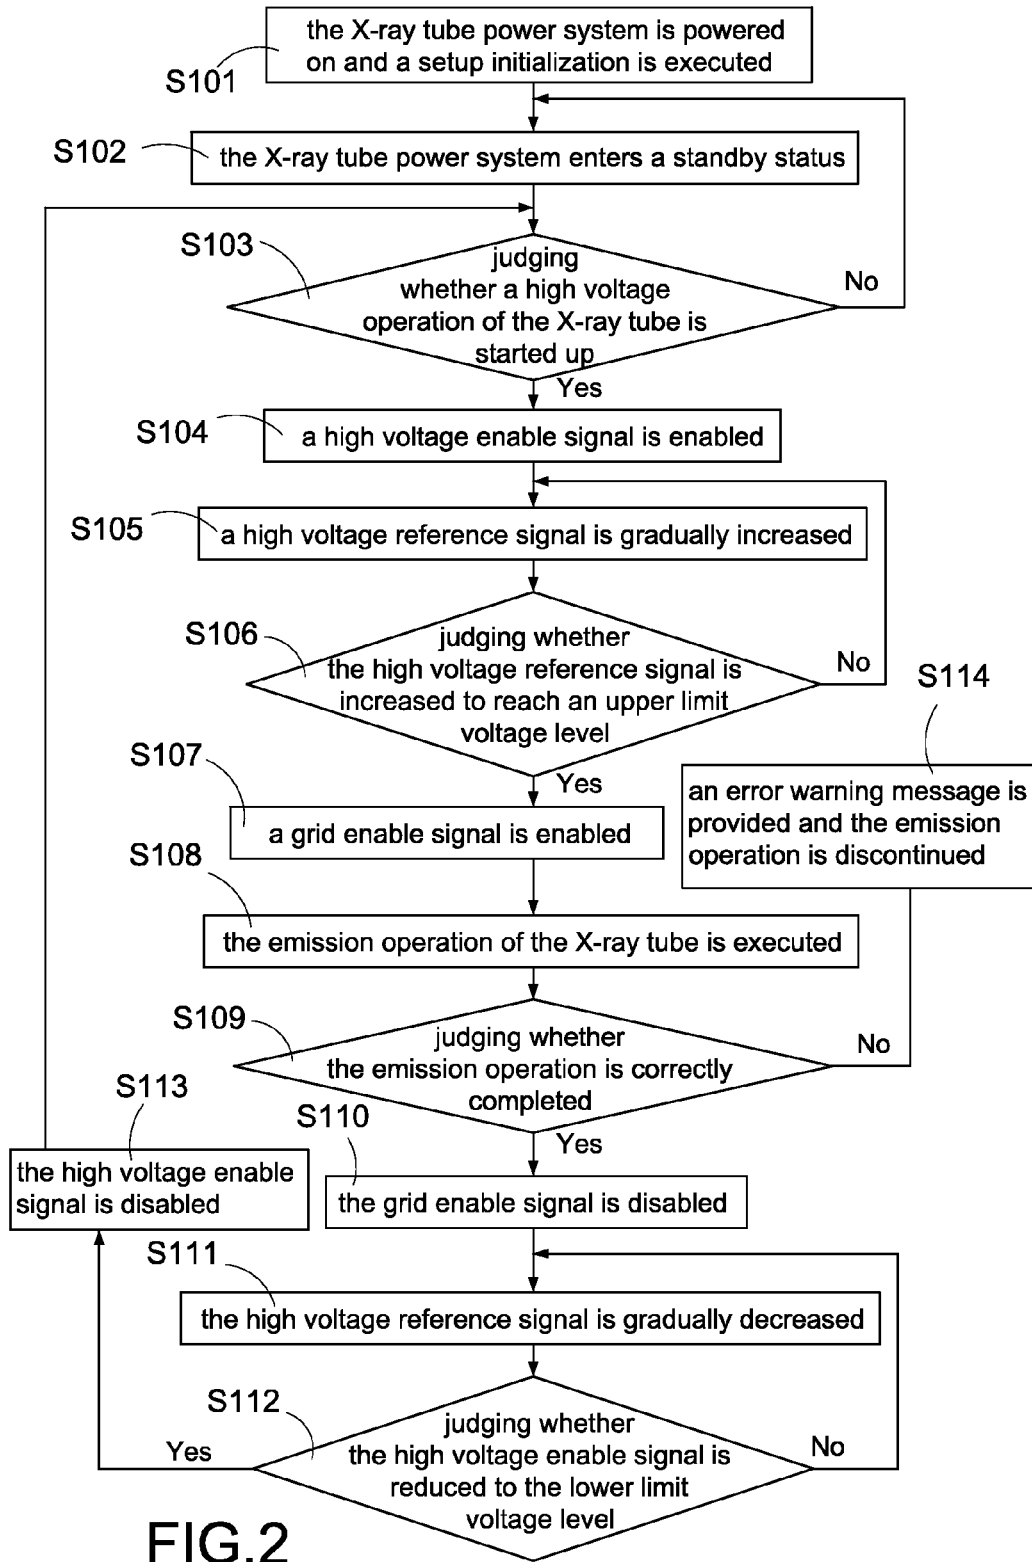 the X-ray tube power system is powered
on and a setup initialization is executed
S101
S102
the X-ray tube power system enters a standby status
S103
judging
whether a high voltage
operation of the X-ray tube is
started up
No
Yes
S104
a high voltage enable signal is enabled
S105
a high voltage reference signal is gradually increased
S106
judging whether
the high voltage reference signal is
increased to reach an upper limit
voltage level
No
Yes
S114
an error warning message is
provided and the emission
operation is discontinued
S107
a grid enable signal is enabled
S108
the emission operation of the X-ray tube is executed
S109
judging whether
the emission operation is correctly
completed
No
Yes
S113
the high voltage enable
signal is disabled
S110
the grid enable signal is disabled
S111
the high voltage reference signal is gradually decreased
S112
judging whether
the high voltage enable signal is
reduced to the lower limit
voltage level
Yes
No
FIG.2